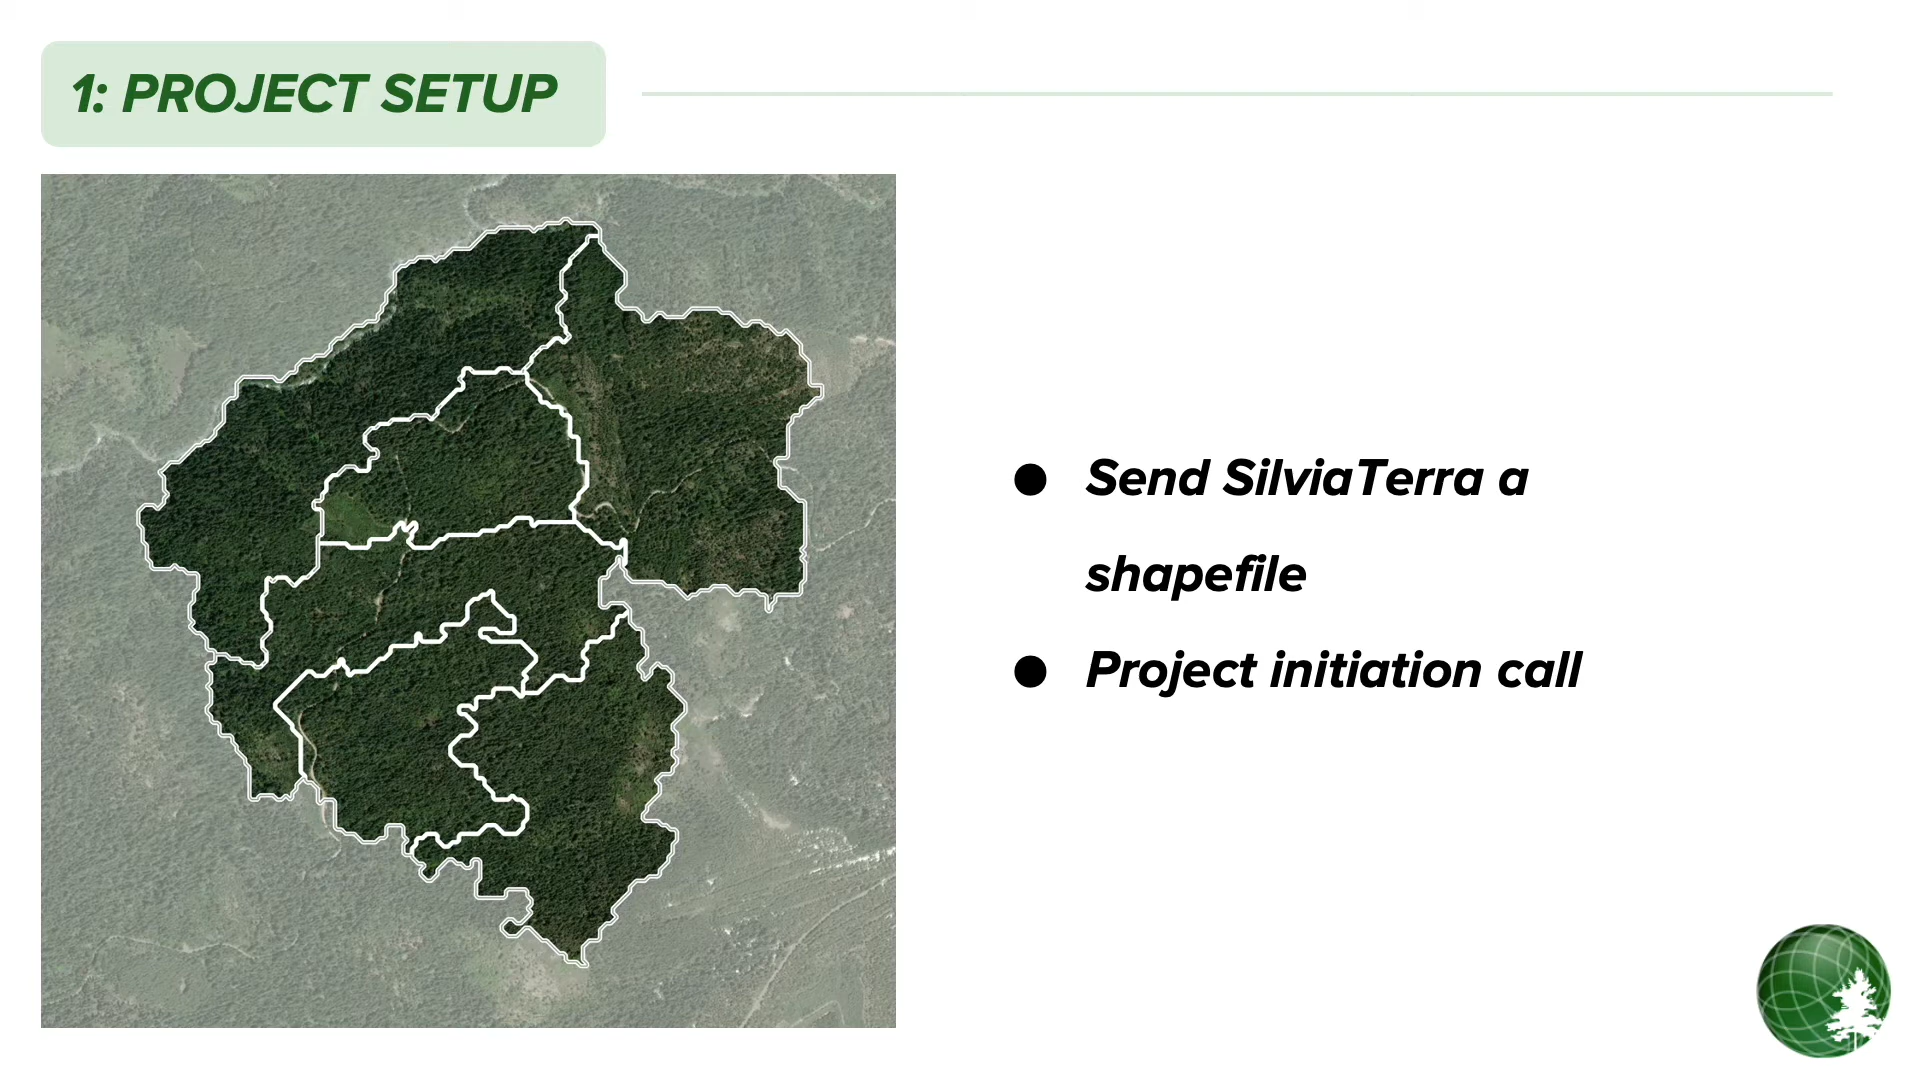 1: PROJECT SETUP
● Send SilviaTerra a
shapefile
● Project initiation call